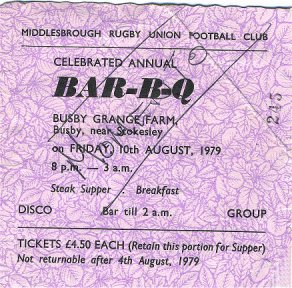 MIDDLESBROUGH RUGBY UNION FOOTBALL CLUB
CELEBRATED ANNUAL
BAR-B-Q
BUSBY GRANGE FARM,
Busby, near Stokesley
on FRIDAY, 10th AUGUST, 1979
8 p.m. — 3 a.m.
Steak Supper - Breakfast
DISCO Bar till 2 a.m. GROUP
TICKETS £4.50 EACH (Retain this portion for Supper)
Not returnable after 4th August, 1979
245